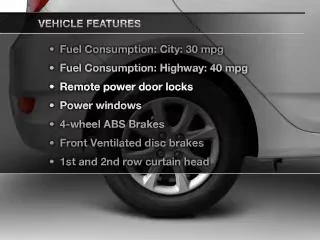 VEHICLE FEATURES
• Fuel Consumption: City: 30 mpg
• Fuel Consumption: Highway: 40 mpg
• Remote power door locks
• Power windows
• 4-wheel ABS Brakes
• Front Ventilated disc brakes
• 1st and 2nd row curtain head